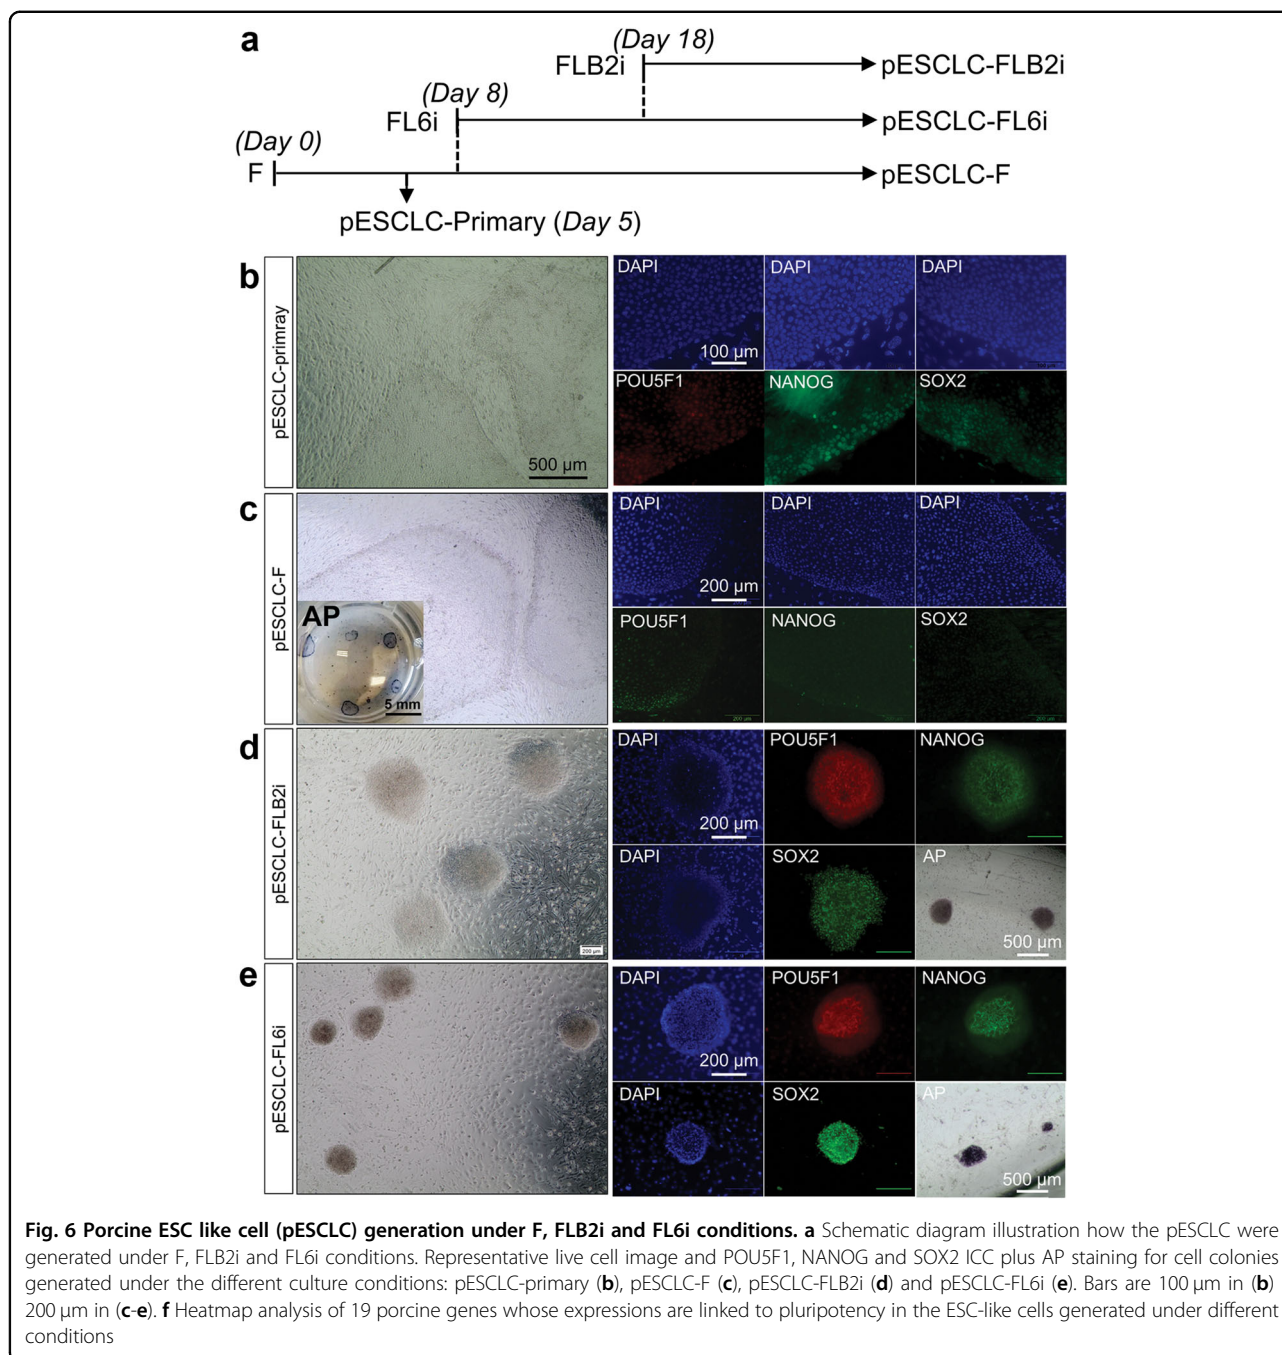 a
(Day 18)
FLB2i
pESCLC-FLB2i
(Day 8)
FL6i
pESCLC-FL6i
(Day 0)
F
pESCLC-F
pESCLC-Primary (Day 5)
b
pESCLC-primray
500 µm
DAPI
DAPI
DAPI
100 µm
POU5F1
NANOG
SOX2
c
pESCLC-F
AP
5 mm
DAPI
DAPI
DAPI
200 µm
POU5F1
NANOG
SOX2
200 µm
200 µm
d
pESCLC-FLB2i
200 µm
DAPI
POU5F1
NANOG
200 µm
DAPI
SOX2
AP
500 µm
e
pESCLC-FL6i
DAPI
POU5F1
NANOG
200 µm
DAPI
SOX2
AP
500 µm
Fig. 6 Porcine ESC like cell (pESCLC) generation under F, FLB2i and FL6i conditions. a Schematic diagram illustration how the pESCLC were
generated under F, FLB2i and FL6i conditions. Representative live cell image and POU5F1, NANOG and SOX2 ICC plus AP staining for cell colonies
generated under the different culture conditions: pESCLC-primary (b), pESCLC-F (c), pESCLC-FLB2i (d) and pESCLC-FL6i (e). Bars are 100 µm in (b)
200 µm in (c-e). f Heatmap analysis of 19 porcine genes whose expressions are linked to pluripotency in the ESC-like cells generated under different
conditions